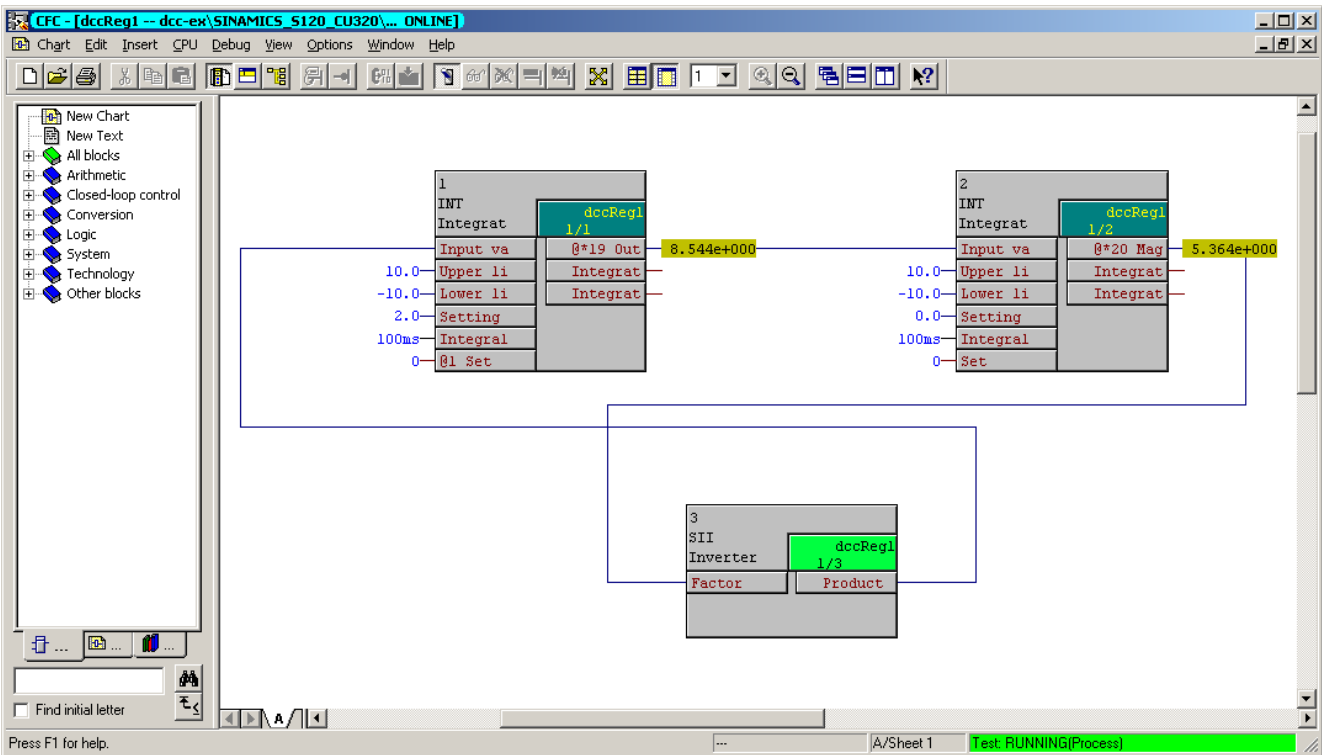 CFC - [dccReg1 -- dcc-ex\SINAMICS_S120_CU320\... ONLINE]
Chart Edit Insert CPU Debug View Options Window Help
1
New Chart
New Text
All blocks
Arithmetic
Closed-loop control
Conversion
Logic
System
Technology
Other blocks
... ... ...
Find initial letter
1
INT
Integrat
dccReg1
1/1
Input va @*19 Out 8.544e+000
10.0 Upper li Integrat
-10.0 Lower li Integrat
2.0 Setting
100ms Integral
0 @1 Set
2
INT
Integrat
dccReg1
1/2
Input va @*20 Mag 5.364e+000
10.0 Upper li Integrat
-10.0 Lower li Integrat
0.0 Setting
100ms Integral
0 Set
3
SII
Inverter
dccReg1
1/3
Factor Product
A
Press F1 for help. --- A/Sheet 1 Test: RUNNING(Process)